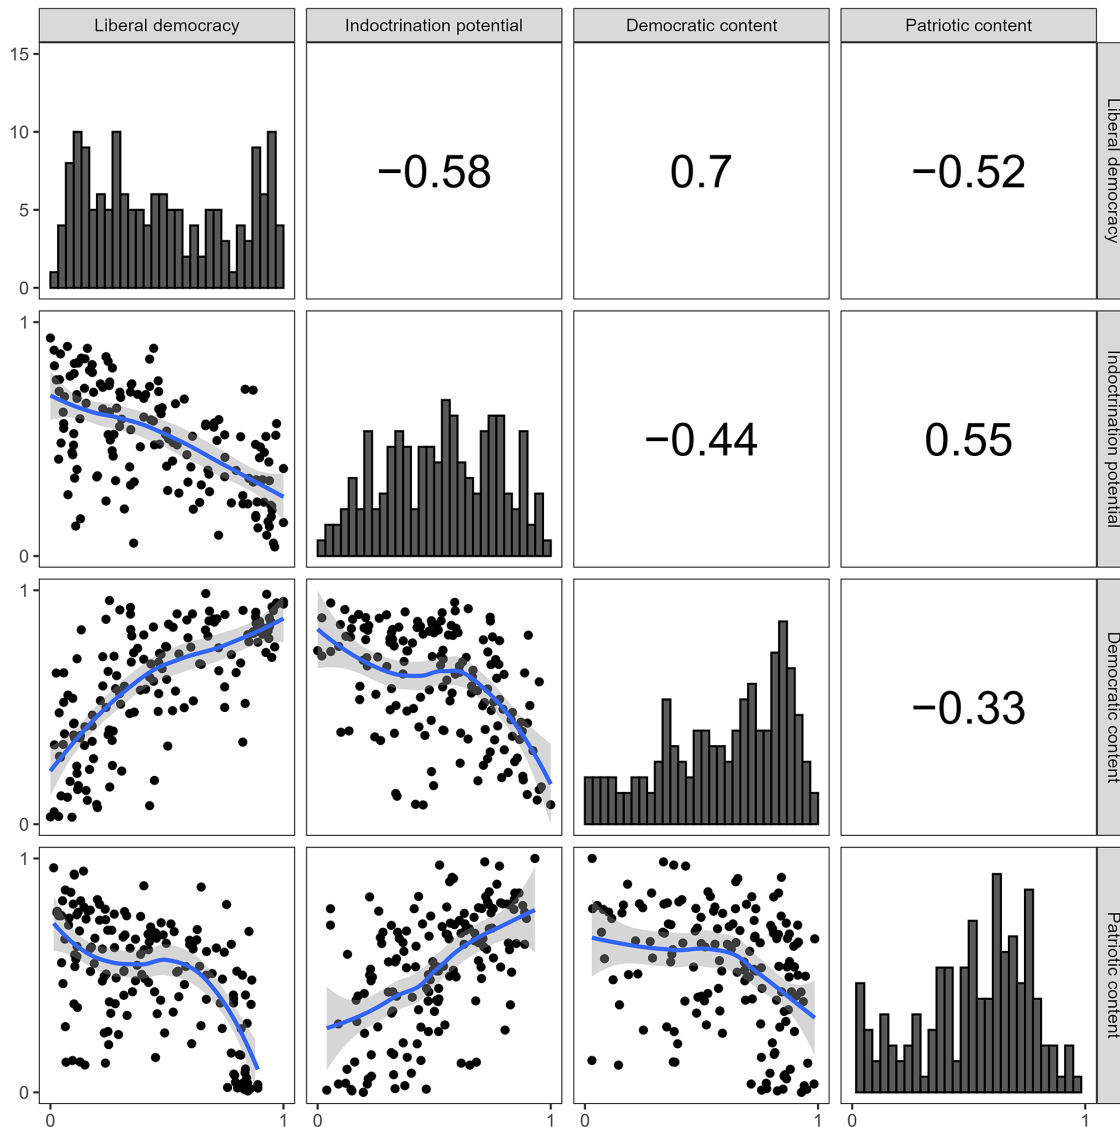 Liberal democracy Indoctrination potential Democratic content Patriotic content
15
10
5
0
−0.58 0.7 −0.52
Liberal democracy
1
0
−0.44 0.55
Indoctrination potential
1
0
−0.33
Democratic content
1
0
Patriotic content
0 1 0 1 0 1 0 1